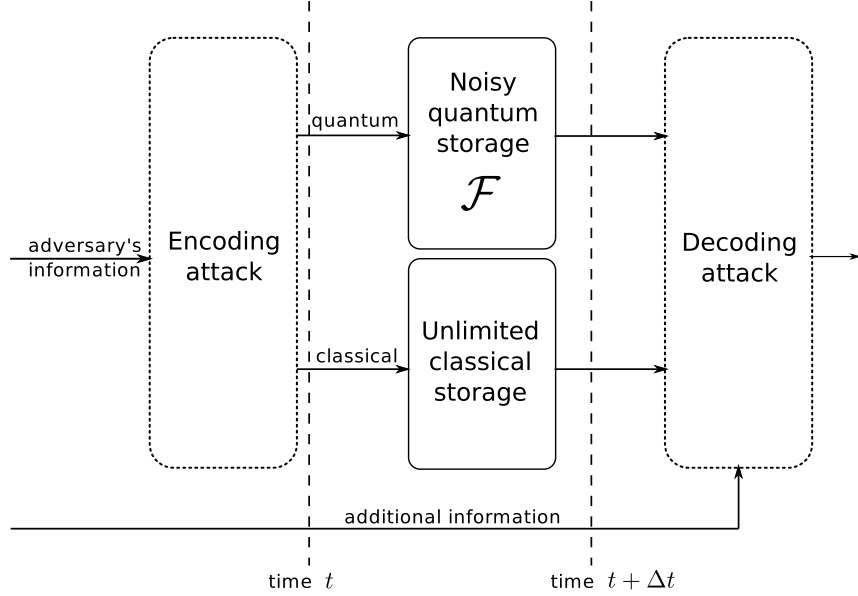 quantum
Noisy
quantum
storage
ℱ
adversary's
information
Encoding
attack
Decoding
attack
classical
Unlimited
classical
storage
additional information
time t
time t + Δt